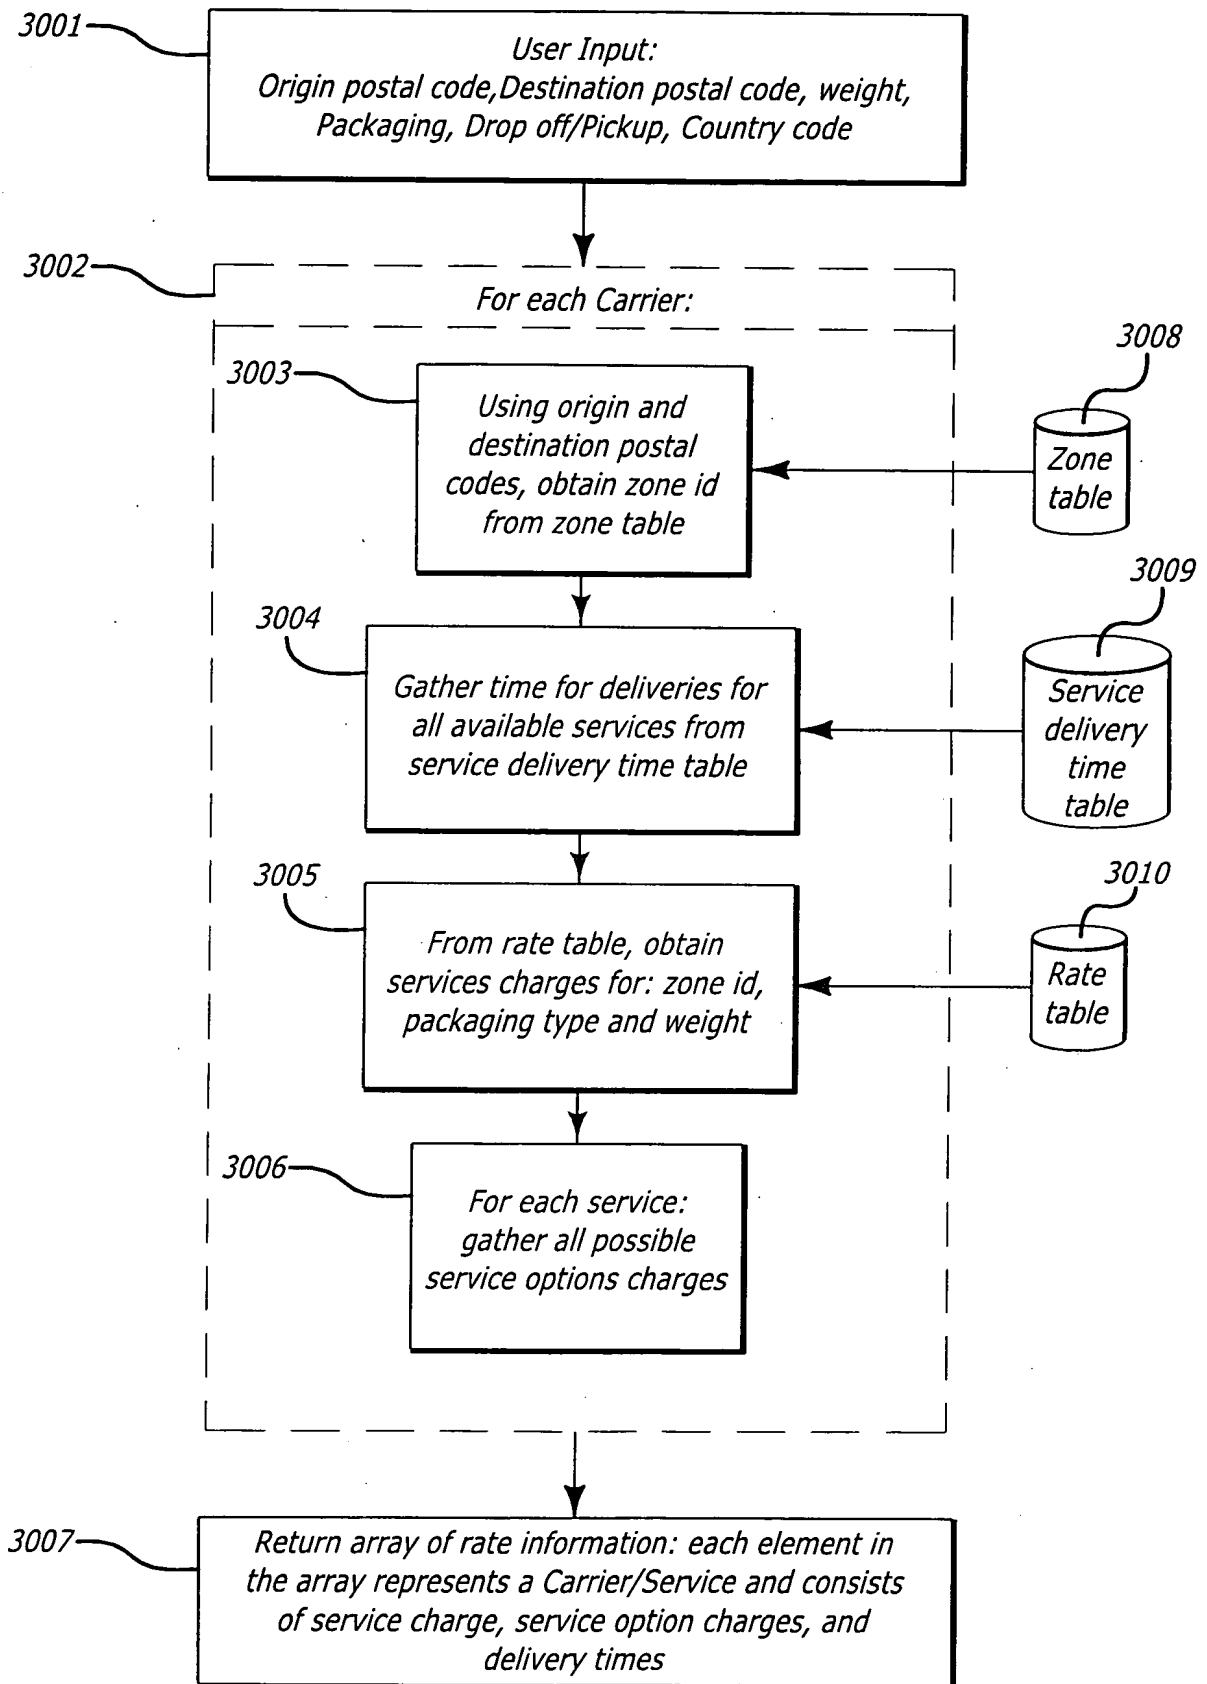 3001
User Input:
Origin postal code,Destination postal code, weight,
Packaging, Drop off/Pickup, Country code
3002
For each Carrier:
3003
Using origin and
destination postal
codes, obtain zone id
from zone table
3008
Zone
table
3004
Gather time for deliveries for
all available services from
service delivery time table
3009
Service
delivery
time
table
3005
From rate table, obtain
services charges for: zone id,
packaging type and weight
3010
Rate
table
3006
For each service:
gather all possible
service options charges
3007
Return array of rate information: each element in
the array represents a Carrier/Service and consists
of service charge, service option charges, and
delivery times